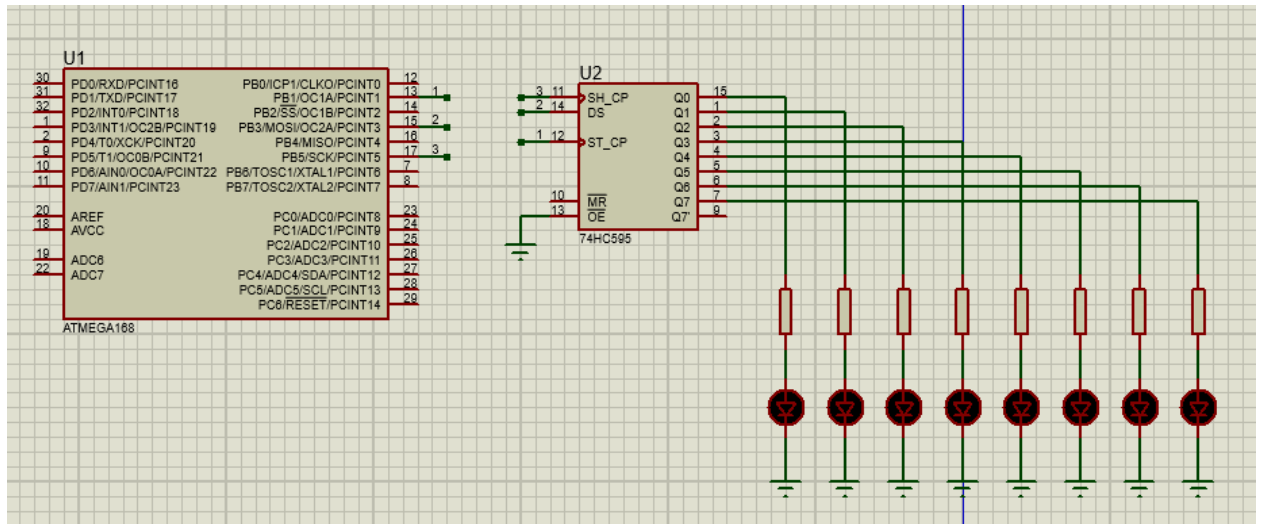 U1
30 PD0/RXD/PCINT16 PB0/ICP1/CLKO/PCINT0 12
31 PD1/TXD/PCINT17 PB1/OC1A/PCINT1 13 1
32 PD2/INT0/PCINT18 PB2/SS/OC1B/PCINT2 14
1 PD3/INT1/OC2B/PCINT19 PB3/MOSI/OC2A/PCINT3 15 2
2 PD4/T0/XCK/PCINT20 PB4/MISO/PCINT4 16
9 PD5/T1/OC0B/PCINT21 PB5/SCK/PCINT5 17 3
10 PD6/AIN0/OC0A/PCINT22 PB6/TOSC1/XTAL1/PCINT6 7
11 PD7/AIN1/PCINT23 PB7/TOSC2/XTAL2/PCINT7 8
20 AREF PC0/ADC0/PCINT8 23
18 AVCC PC1/ADC1/PCINT9 24
PC2/ADC2/PCINT10 25
19 ADC6 PC3/ADC3/PCINT11 26
22 ADC7 PC4/ADC4/SDA/PCINT12 27
PC5/ADC5/SCL/PCINT13 28
PC6/RESET/PCINT14 29
ATMEGA168
U2
3 11 SH_CP Q0 15
2 14 DS Q1 1
Q2 2
1 12 ST_CP Q3 3
Q4 4
Q5 5
Q6 6
10 MR Q7 7
13 OE Q7' 9
74HC595